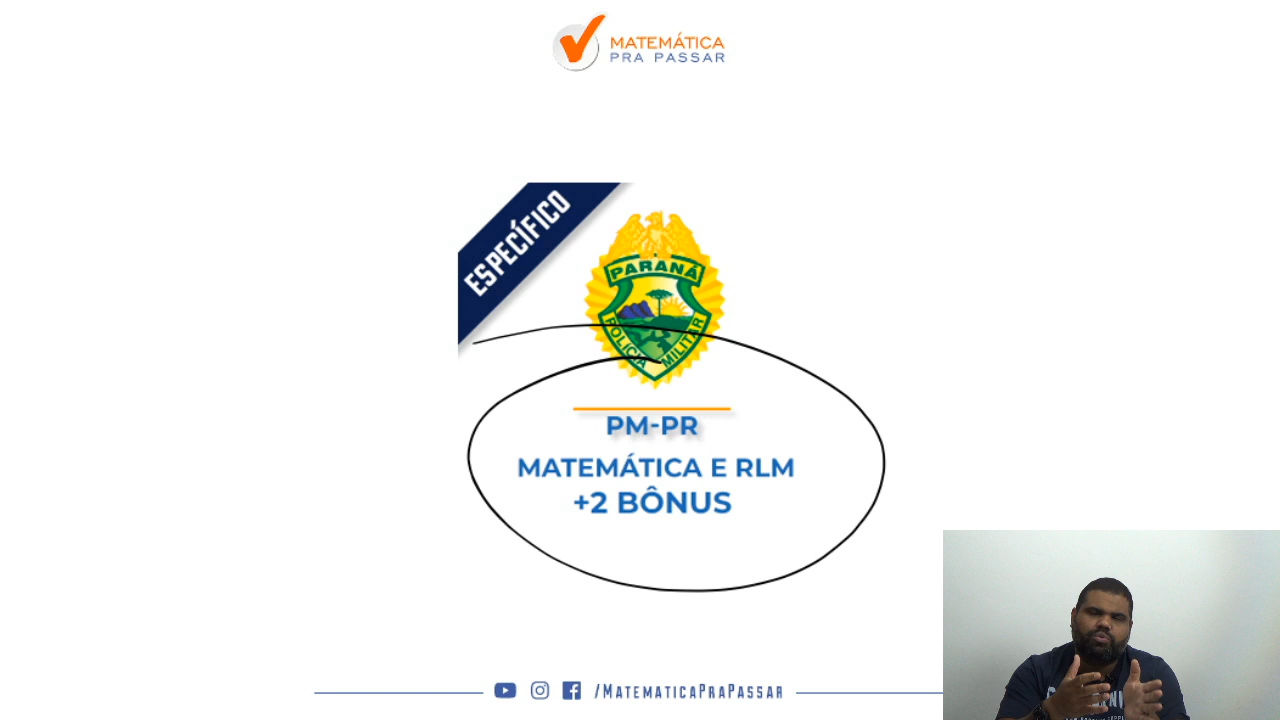 MATEMÁTICA
PRA PASSAR
ESPECÍFICO
PARANÁ
POLÍCIA MILITAR
PM-PR
MATEMÁTICA E RLM
+2 BÔNUS
/MATEMATICAPRAPASSAR